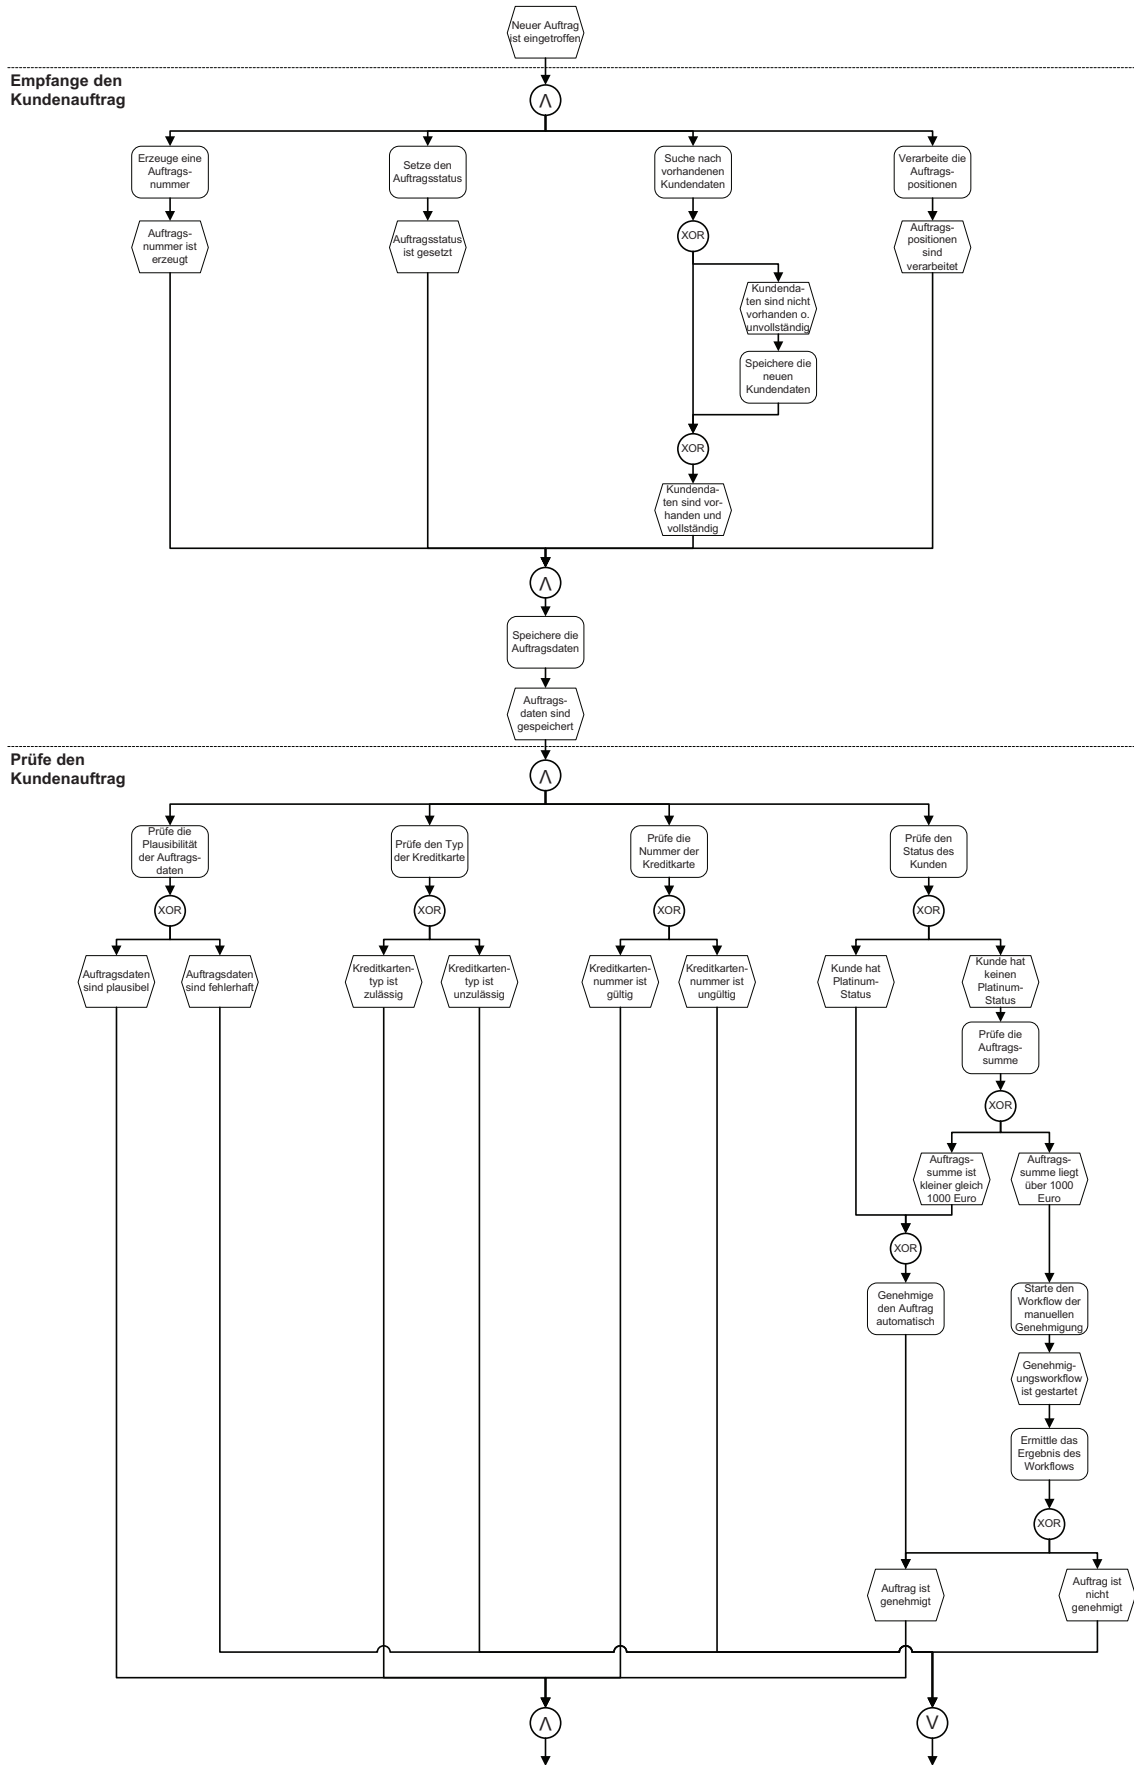 Neuer Auftrag
ist eingetroffen
Empfange den
Kundenauftrag
Λ
Erzeuge eine
Auftrags-
nummer
Setze den
Auftragsstatus
Suche nach
vorhandenen
Kundendaten
Verarbeite die
Auftrags-
positionen
Auftrags-
nummer ist
erzeugt
Auftragsstatus
ist gesetzt
XOR
Auftrags-
positionen
sind
verarbeitet
Kundenda-
ten sind nicht
vorhanden o.
unvollständig
Speichere die
neuen
Kundendaten
XOR
Kundenda-
ten sind vor-
handen und
vollständig
Λ
Speichere die
Auftragsdaten
Auftrags-
daten sind
gespeichert
Prüfe den
Kundenauftrag
Λ
Prüfe die
Plausibilität
der Auftrags-
daten
Prüfe den Typ
der Kreditkarte
Prüfe die
Nummer der
Kreditkarte
Prüfe den
Status des
Kunden
XOR
XOR
XOR
XOR
Auftragsdaten
sind plausibel
Auftragsdaten
sind fehlerhaft
Kreditkarten-
typ ist
zulässig
Kreditkarten-
typ ist
unzulässig
Kreditkarten-
nummer ist
gültig
Kreditkarten-
nummer ist
ungültig
Kunde hat
Platinum-
Status
Kunde hat
keinen
Platinum-
Status
Prüfe die
Auftrags-
summe
XOR
Auftrags-
summe ist
kleiner gleich
1000 Euro
Auftrags-
summe liegt
über 1000
Euro
XOR
Genehmige
den Auftrag
automatisch
Starte den
Workflow der
manuellen
Genehmigung
Genehmig-
ungsworkflow
ist gestartet
Ermittle das
Ergebnis des
Workflows
XOR
Auftrag ist
genehmigt
Auftrag ist
nicht
genehmigt
Λ
V